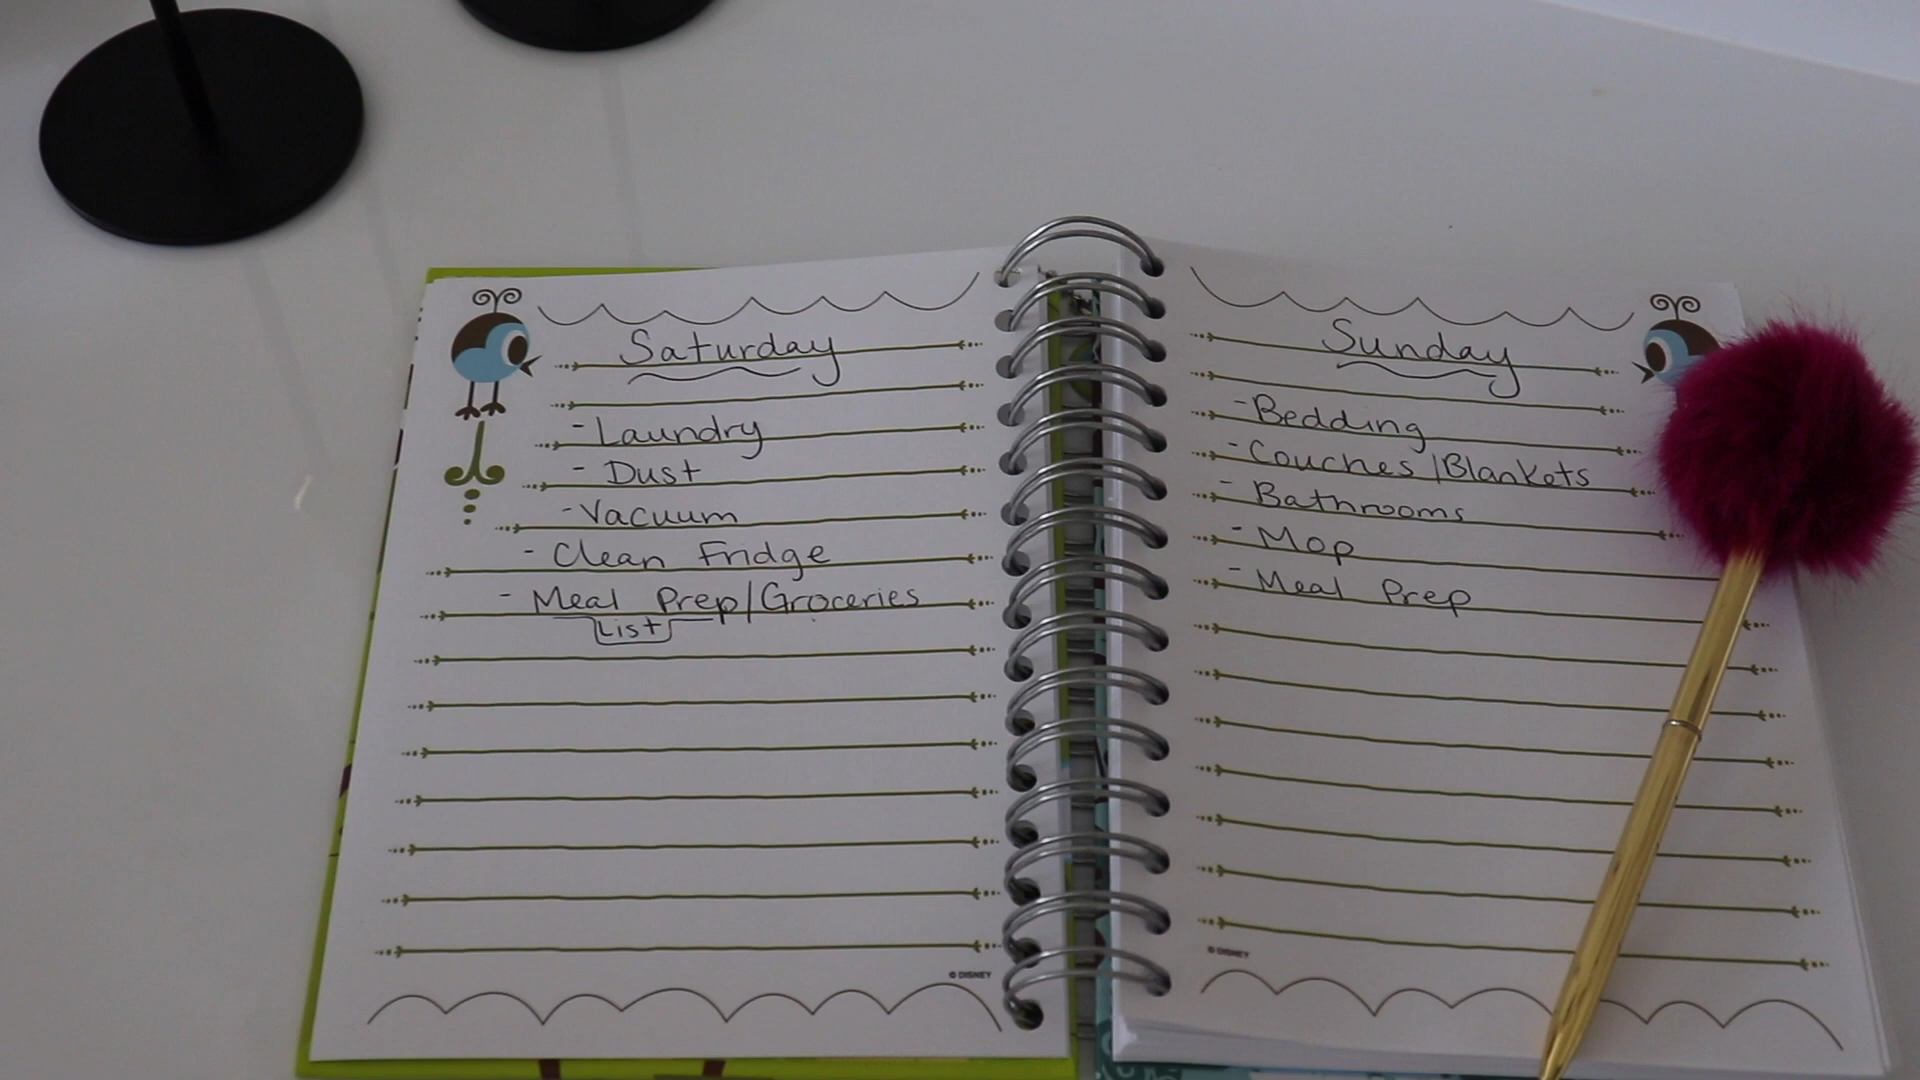 Saturday
- Laundry
- Dust
- Vacuum
- Clean Fridge
- Meal Prep/Groceries
List
© DISNEY
Sunday
- Bedding
- Couches/Blankets
- Bathrooms
- Mop
- Meal Prep
© DISNEY